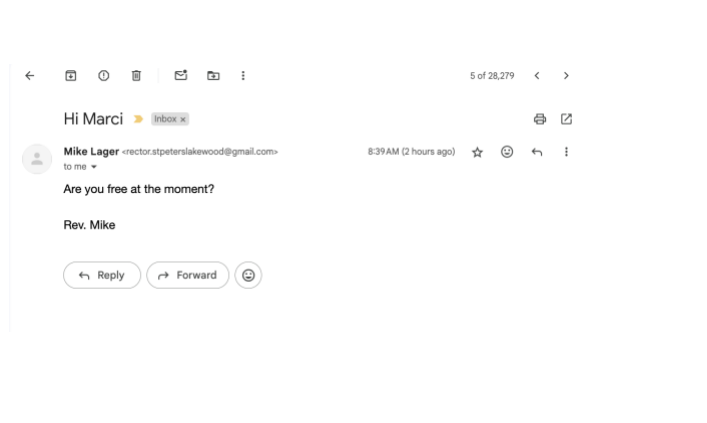 5 of 28,279
Hi Marci Inbox x
Mike Lager <rector.stpeterslakewood@gmail.com> 8:39 AM (2 hours ago)
to me
Are you free at the moment?
Rev. Mike
Reply Forward